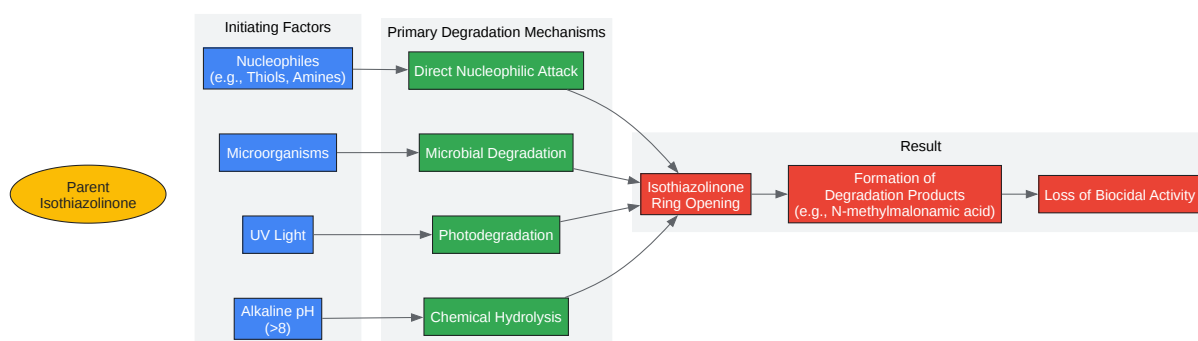 Initiating Factors
Primary Degradation Mechanisms
Nucleophiles
(e.g., Thiols, Amines)
Direct Nucleophilic Attack
Microorganisms
Microbial Degradation
Result
Parent
Isothiazolinone
Isothiazolinone
Ring Opening
Formation of
Degradation Products
(e.g., N-methylmalonamic acid)
Loss of Biocidal Activity
UV Light
Photodegradation
Alkaline pH
(>8)
Chemical Hydrolysis